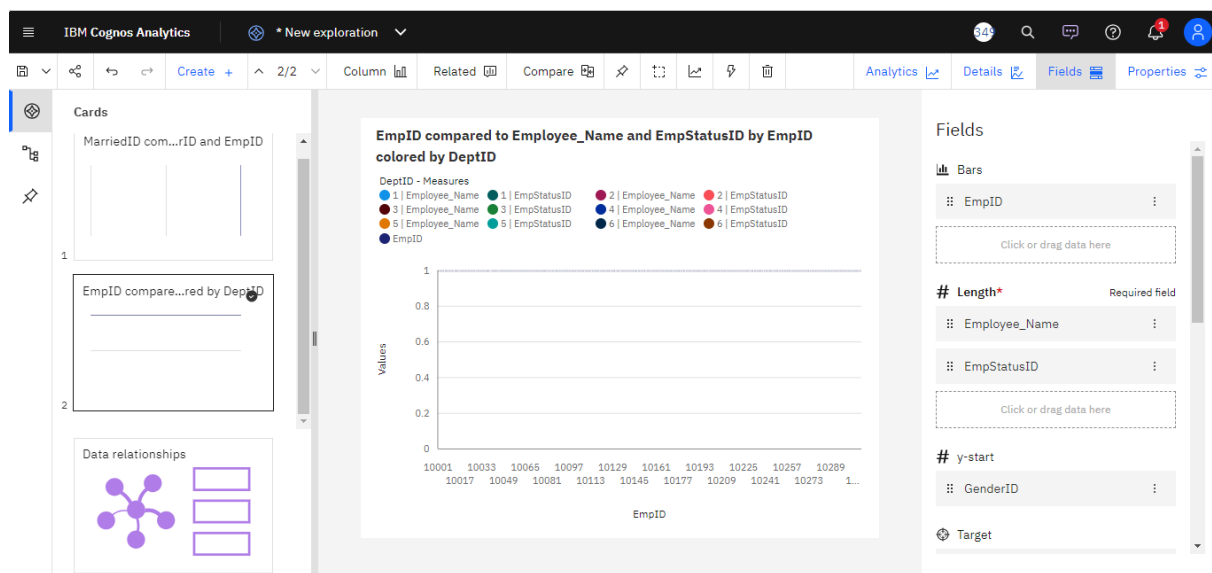 IBM Cognos Analytics
* New exploration
349
1
Create +
2/2
Column
Related
Compare
Analytics
Details
Fields
Properties
Cards
MarriedID com...rID and EmpID
1
EmpID compare...red by DeptID
2
Data relationships
EmpID compared to Employee_Name and EmpStatusID by EmpID
colored by DeptID
DeptID - Measures
1 | Employee_Name 1 | EmpStatusID 2 | Employee_Name 2 | EmpStatusID
3 | Employee_Name 3 | EmpStatusID 4 | Employee_Name 4 | EmpStatusID
5 | Employee_Name 5 | EmpStatusID 6 | Employee_Name 6 | EmpStatusID
EmpID
Values
1
0.8
0.6
0.4
0.2
0
10001 10033 10065 10097 10129 10161 10193 10225 10257 10289
10017 10049 10081 10113 10145 10177 10209 10241 10273 1...
EmpID
Fields
Bars
EmpID
Click or drag data here
# Length*
Required field
Employee_Name
EmpStatusID
Click or drag data here
# y-start
GenderID
Target